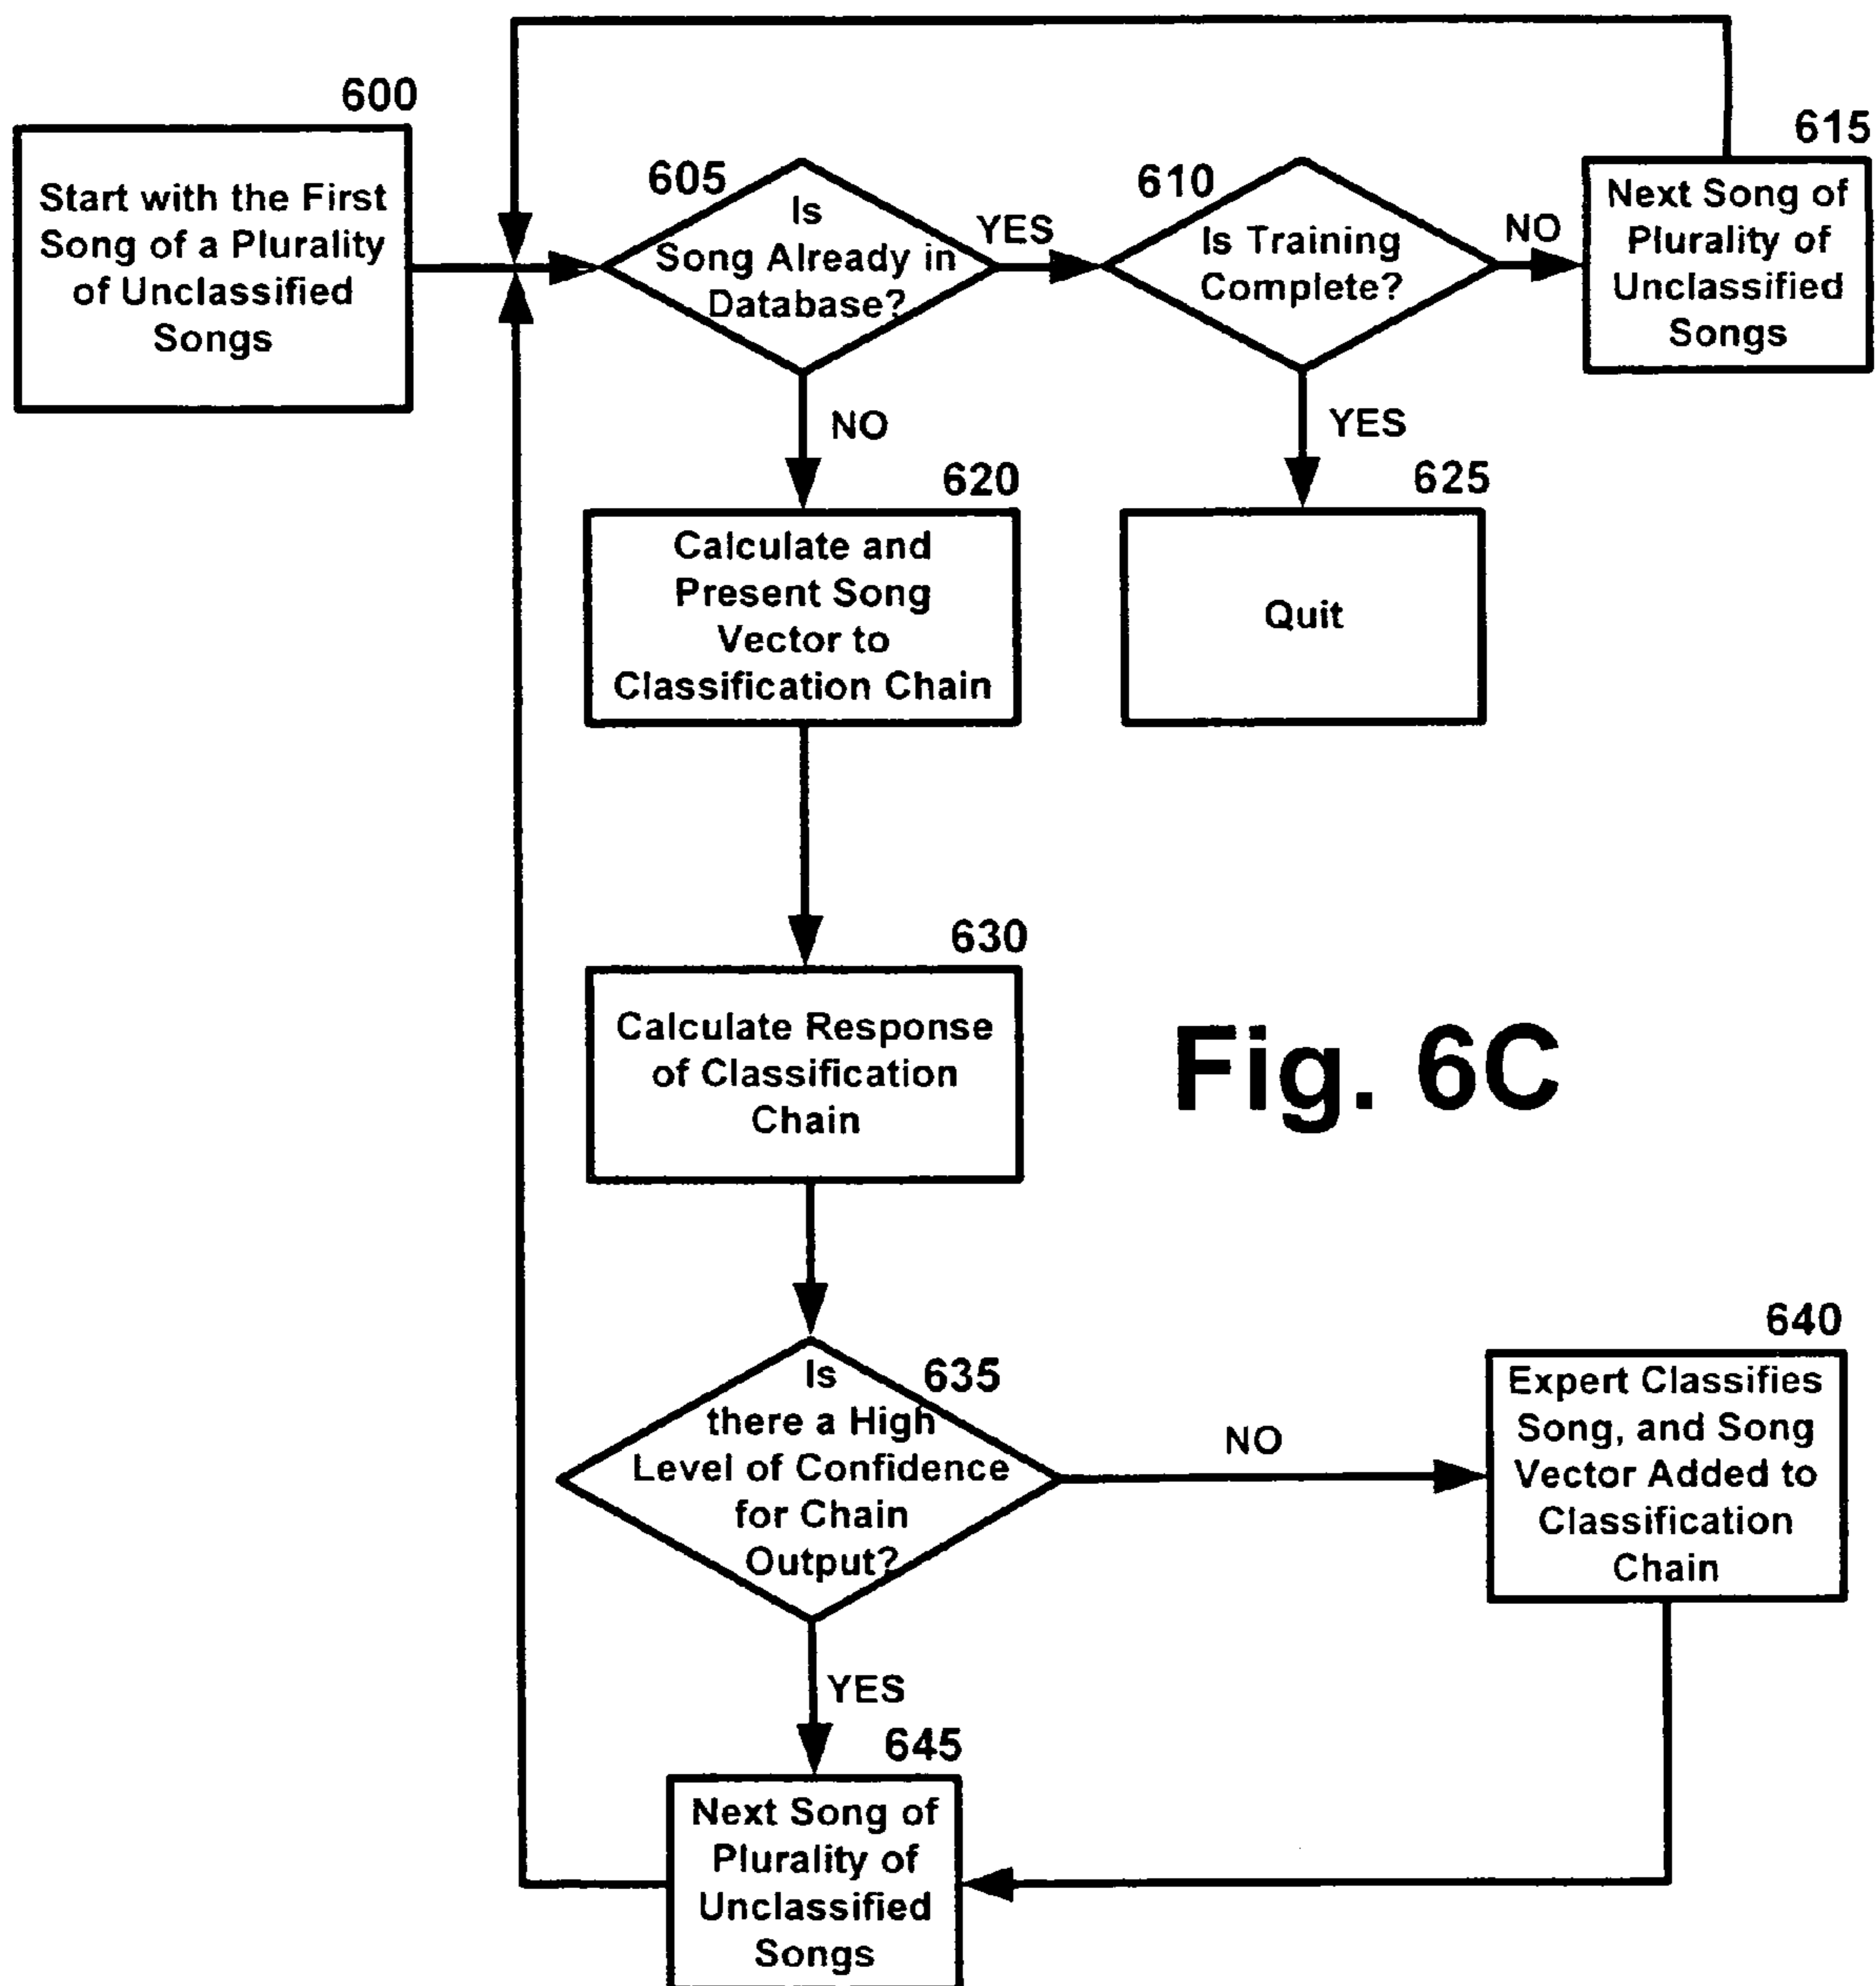 600
Start with the First
Song of a Plurality
of Unclassified
Songs
605
Is
Song Already in
Database?
YES
610
Is Training
Complete?
NO
615
Next Song of
Plurality of
Unclassified
Songs
NO
YES
620
Calculate and
Present Song
Vector to
Classification Chain
625
Quit
630
Calculate Response
of Classification
Chain
Fig. 6C
635
Is
there a High
Level of Confidence
for Chain
Output?
NO
640
Expert Classifies
Song, and Song
Vector Added to
Classification
Chain
YES
645
Next Song of
Plurality of
Unclassified
Songs